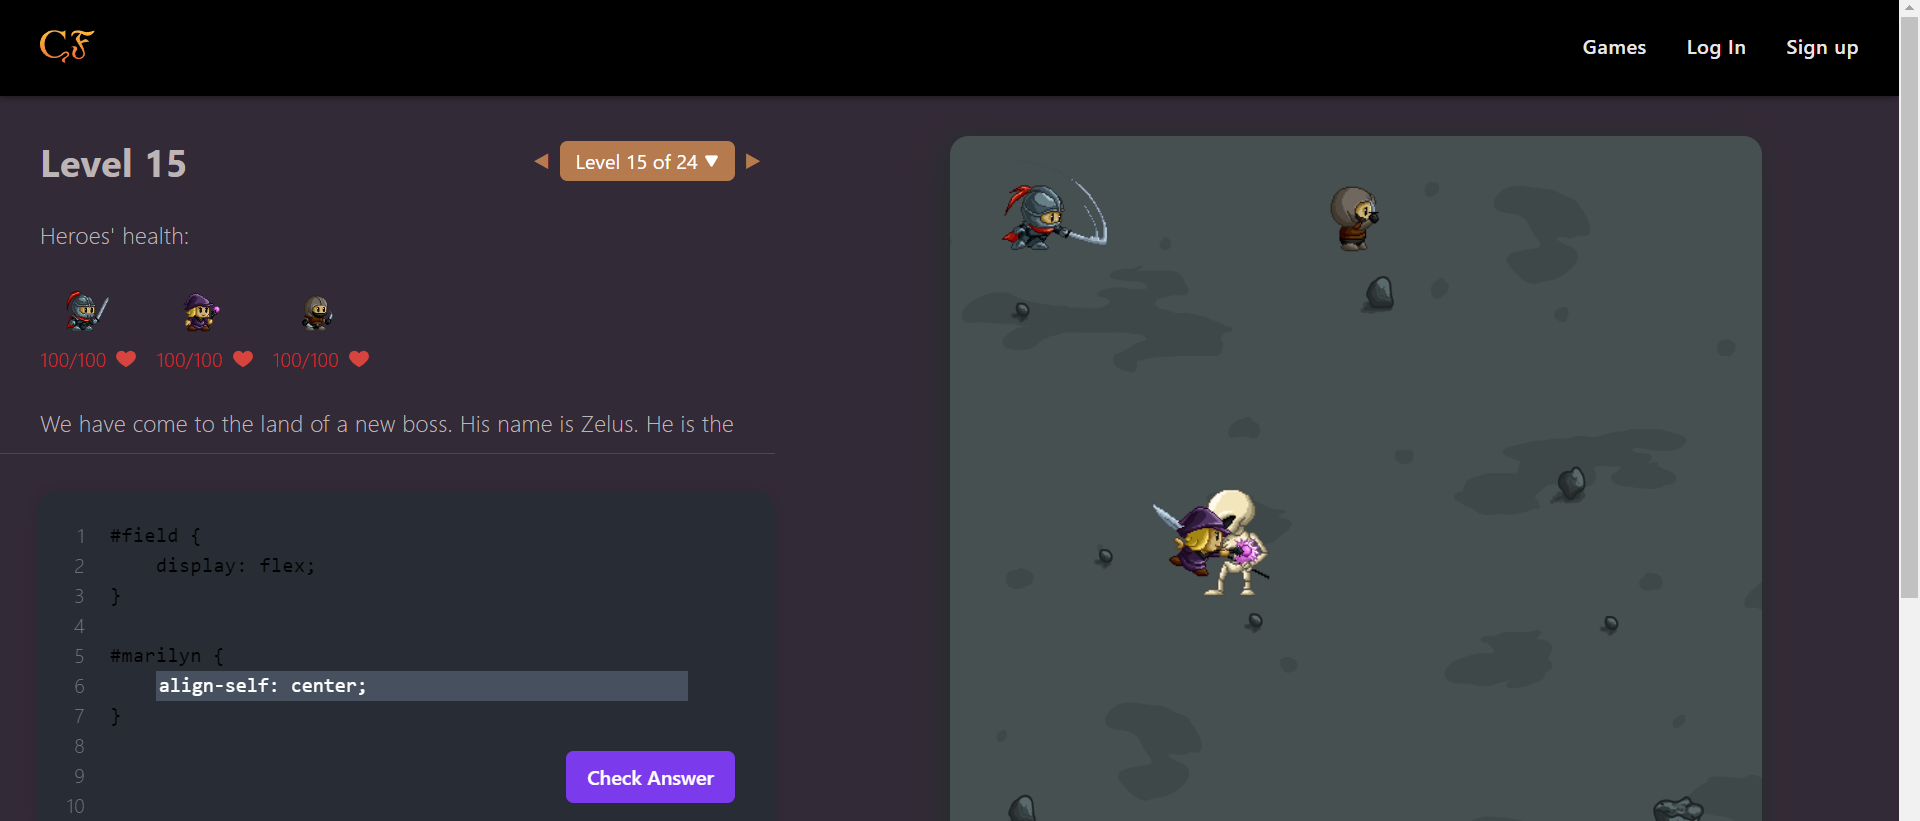 CF
Games
Log In
Sign up
Level 15
Level 15 of 24 ▼
Heroes' health:
100/100
100/100
100/100
We have come to the land of a new boss. His name is Zelus. He is the
1 #field {
2 display: flex;
3 }
4
5 #marilyn {
6 align-self: center;
7 }
8
9
10
Check Answer